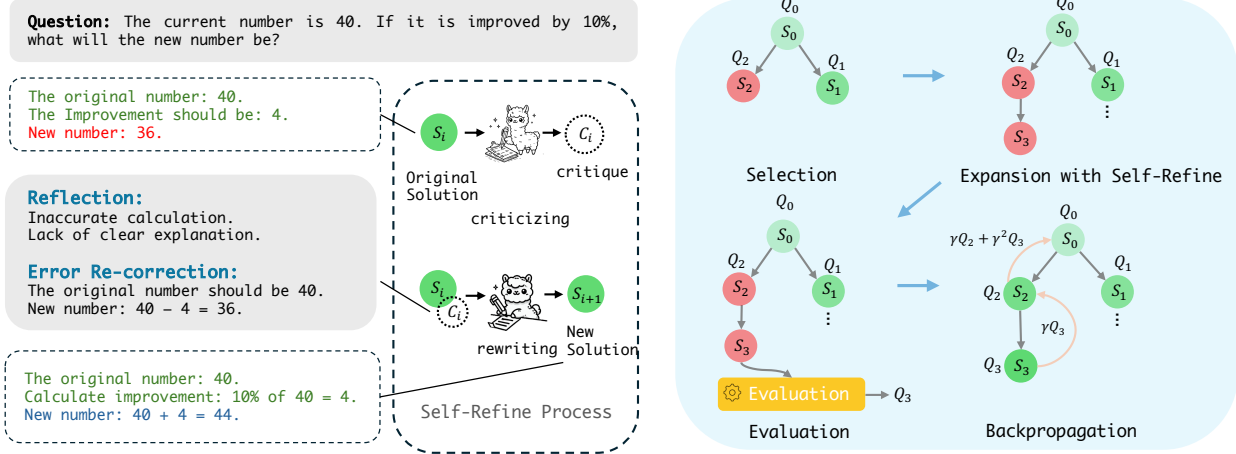 Question: The current number is 40. If it is improved by 10%,
what will the new number be?
The original number: 40.
The Improvement should be: 4.
New number: 36.
Reflection:
Inaccurate calculation.
Lack of clear explanation.
Error Re-correction:
The original number should be 40.
New number: 40 − 4 = 36.
The original number: 40.
Calculate improvement: 10% of 40 = 4.
New number: 40 + 4 = 44.
Sᵢ
Cᵢ
Original
Solution
critique
criticizing
Sᵢ
Cᵢ
Sᵢ₊₁
rewriting
New
Solution
Self-Refine Process
Q₀
S₀
Q₂
Q₁
S₂
S₁
Selection
Q₀
S₀
Q₂
Q₁
S₂
S₁
⋮
S₃
Expansion with Self-Refine
Q₀
S₀
Q₂
Q₁
S₂
S₁
⋮
S₃
Evaluation
Q₃
Evaluation
Q₀
γQ₂ + γ²Q₃
S₀
Q₁
Q₂
S₂
S₁
⋮
γQ₃
Q₃
S₃
Backpropagation